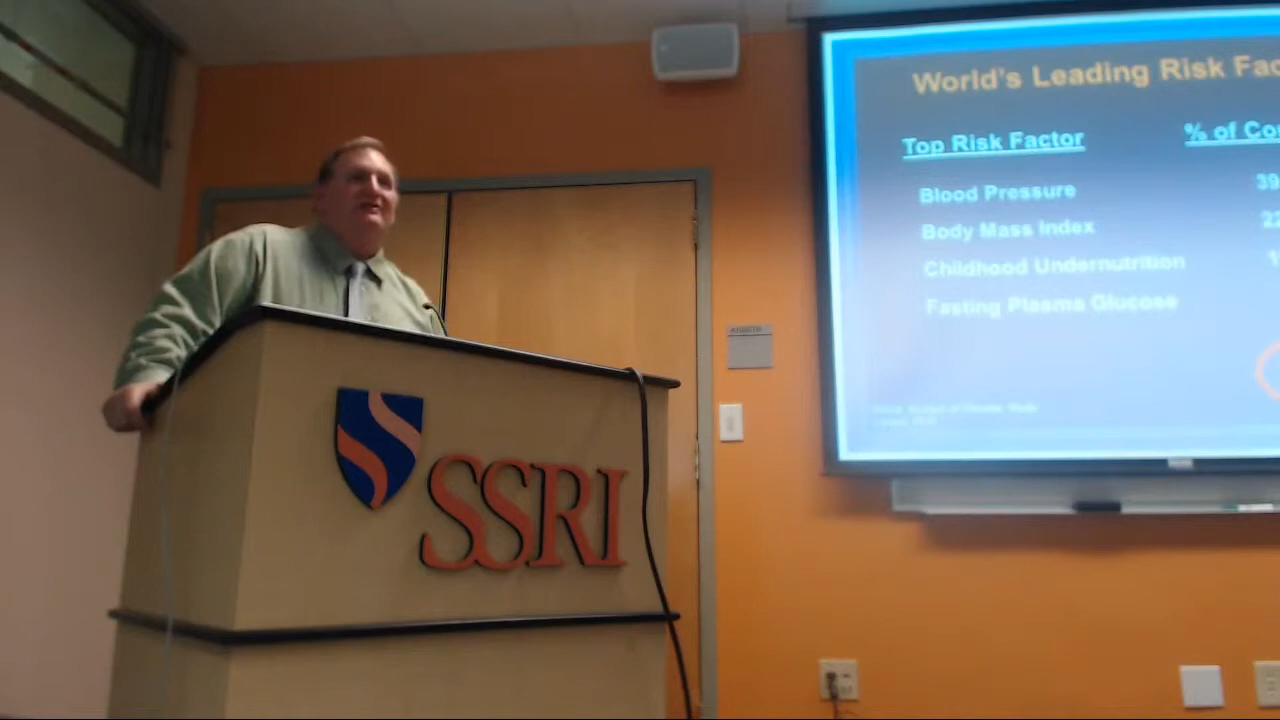 World's Leading Risk Fac
Top Risk Factor % of Co
Blood Pressure 39
Body Mass Index
Childhood Undernutrition
Fasting Plasma Glucose
SSRI